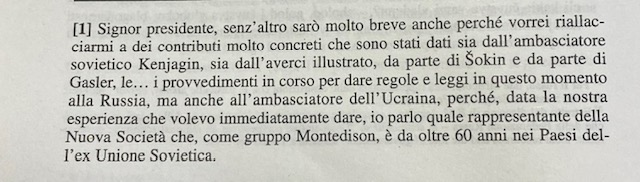 [1] Signor presidente, senz'altro sarò molto breve anche perché vorrei riallac-
ciarmi a dei contributi molto concreti che sono stati dati sia dall'ambasciatore
sovietico Kenjagin, sia dall'averci illustrato, da parte di Šokin e da parte di
Gasler, le… i provvedimenti in corso per dare regole e leggi in questo momento
alla Russia, ma anche all'ambasciatore dell'Ucraina, perché, data la nostra
esperienza che volevo immediatamente dare, io parlo quale rappresentante della
Nuova Società che, come gruppo Montedison, è da oltre 60 anni nei Paesi del-
l'ex Unione Sovietica.